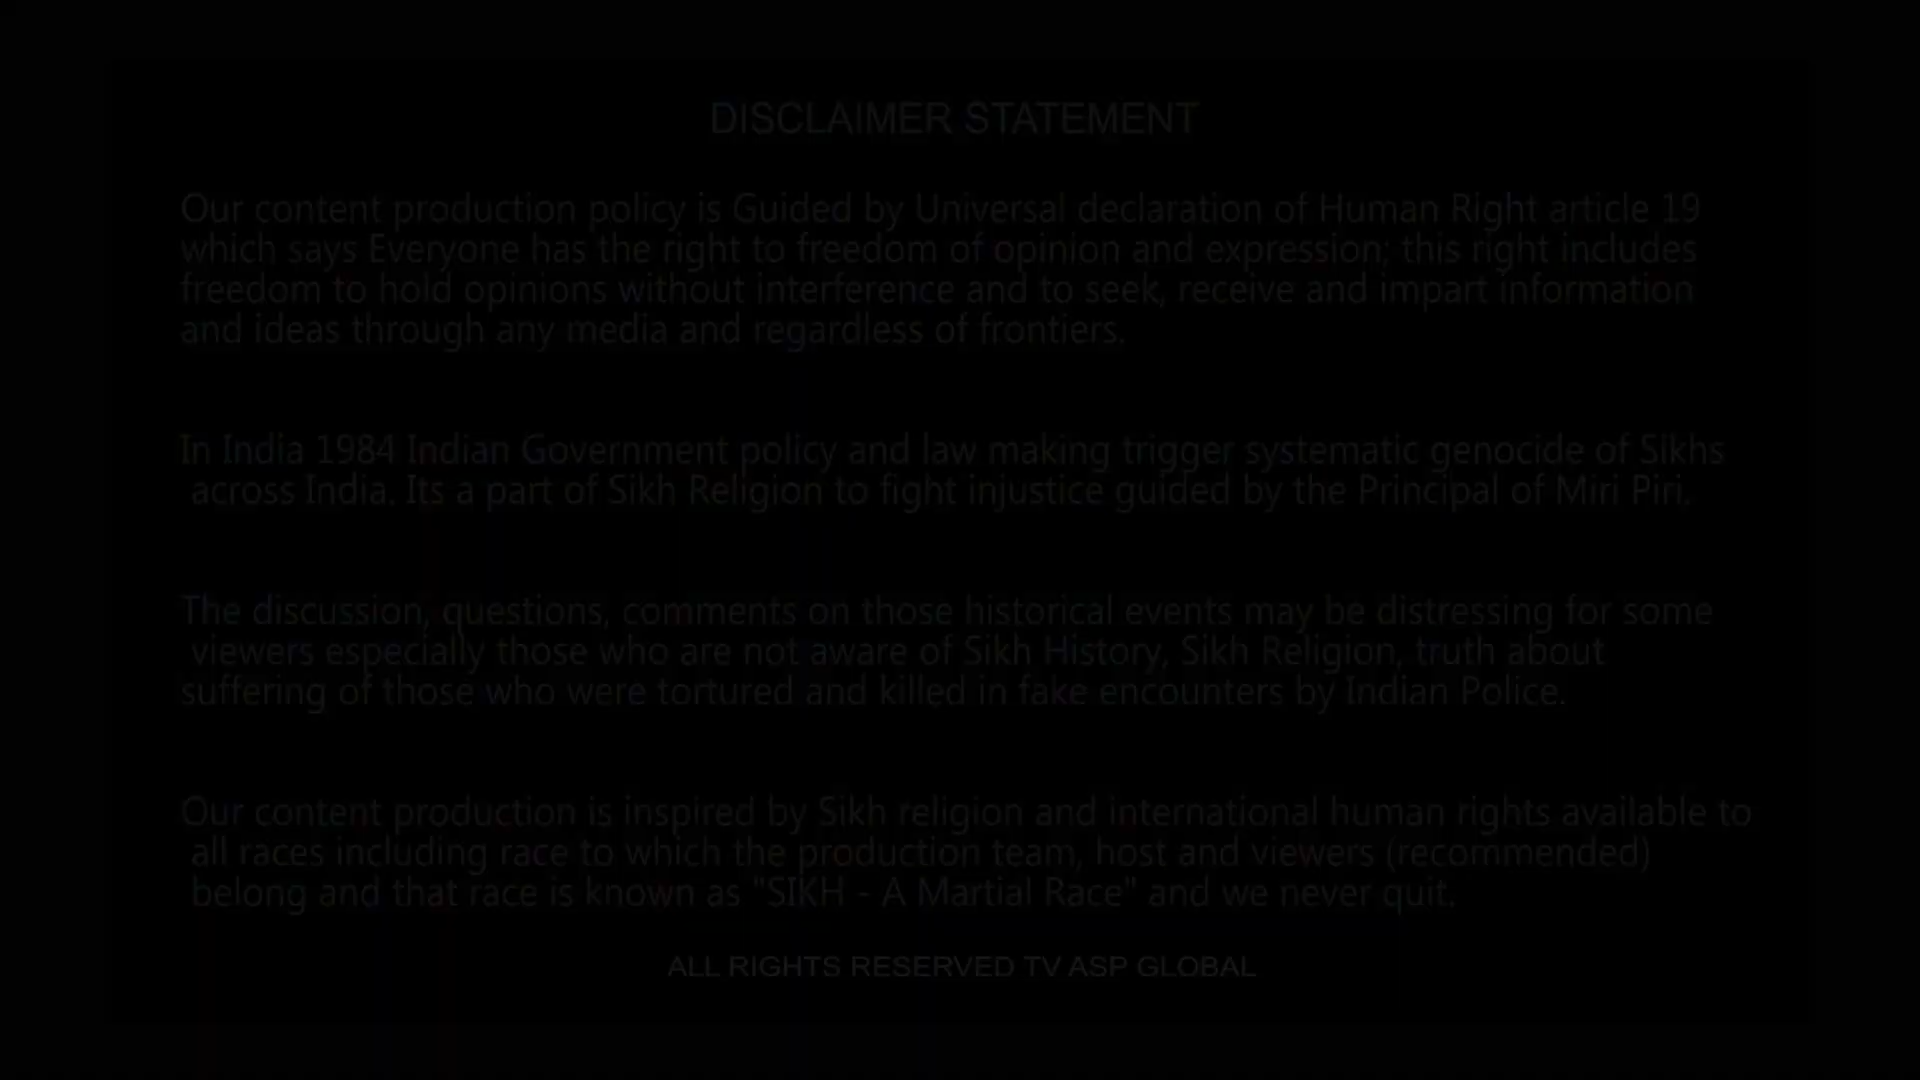 DISCLAIMER STATEMENT
Our content production policy is Guided by Universal declaration of Human Right article 19
which says Everyone has the right to freedom of opinion and expression; this right includes
freedom to hold opinions without interference and to seek, receive and impart information
and ideas through any media and regardless of frontiers.
In India 1984 Indian Government policy and law making trigger systematic genocide of Sikhs
across India. Its a part of Sikh Religion to fight injustice guided by the Principal of Miri Piri.
The discussion, questions, comments on those historical events may be distressing for some
viewers especially those who are not aware of Sikh History, Sikh Religion, truth about
suffering of those who were tortured and killed in fake encounters by Indian Police.
Our content production is inspired by Sikh religion and international human rights available to
all races including race to which the production team, host and viewers (recommended)
belong and that race is known as "SIKH - A Martial Race" and we never quit.
ALL RIGHTS RESERVED TV ASP GLOBAL